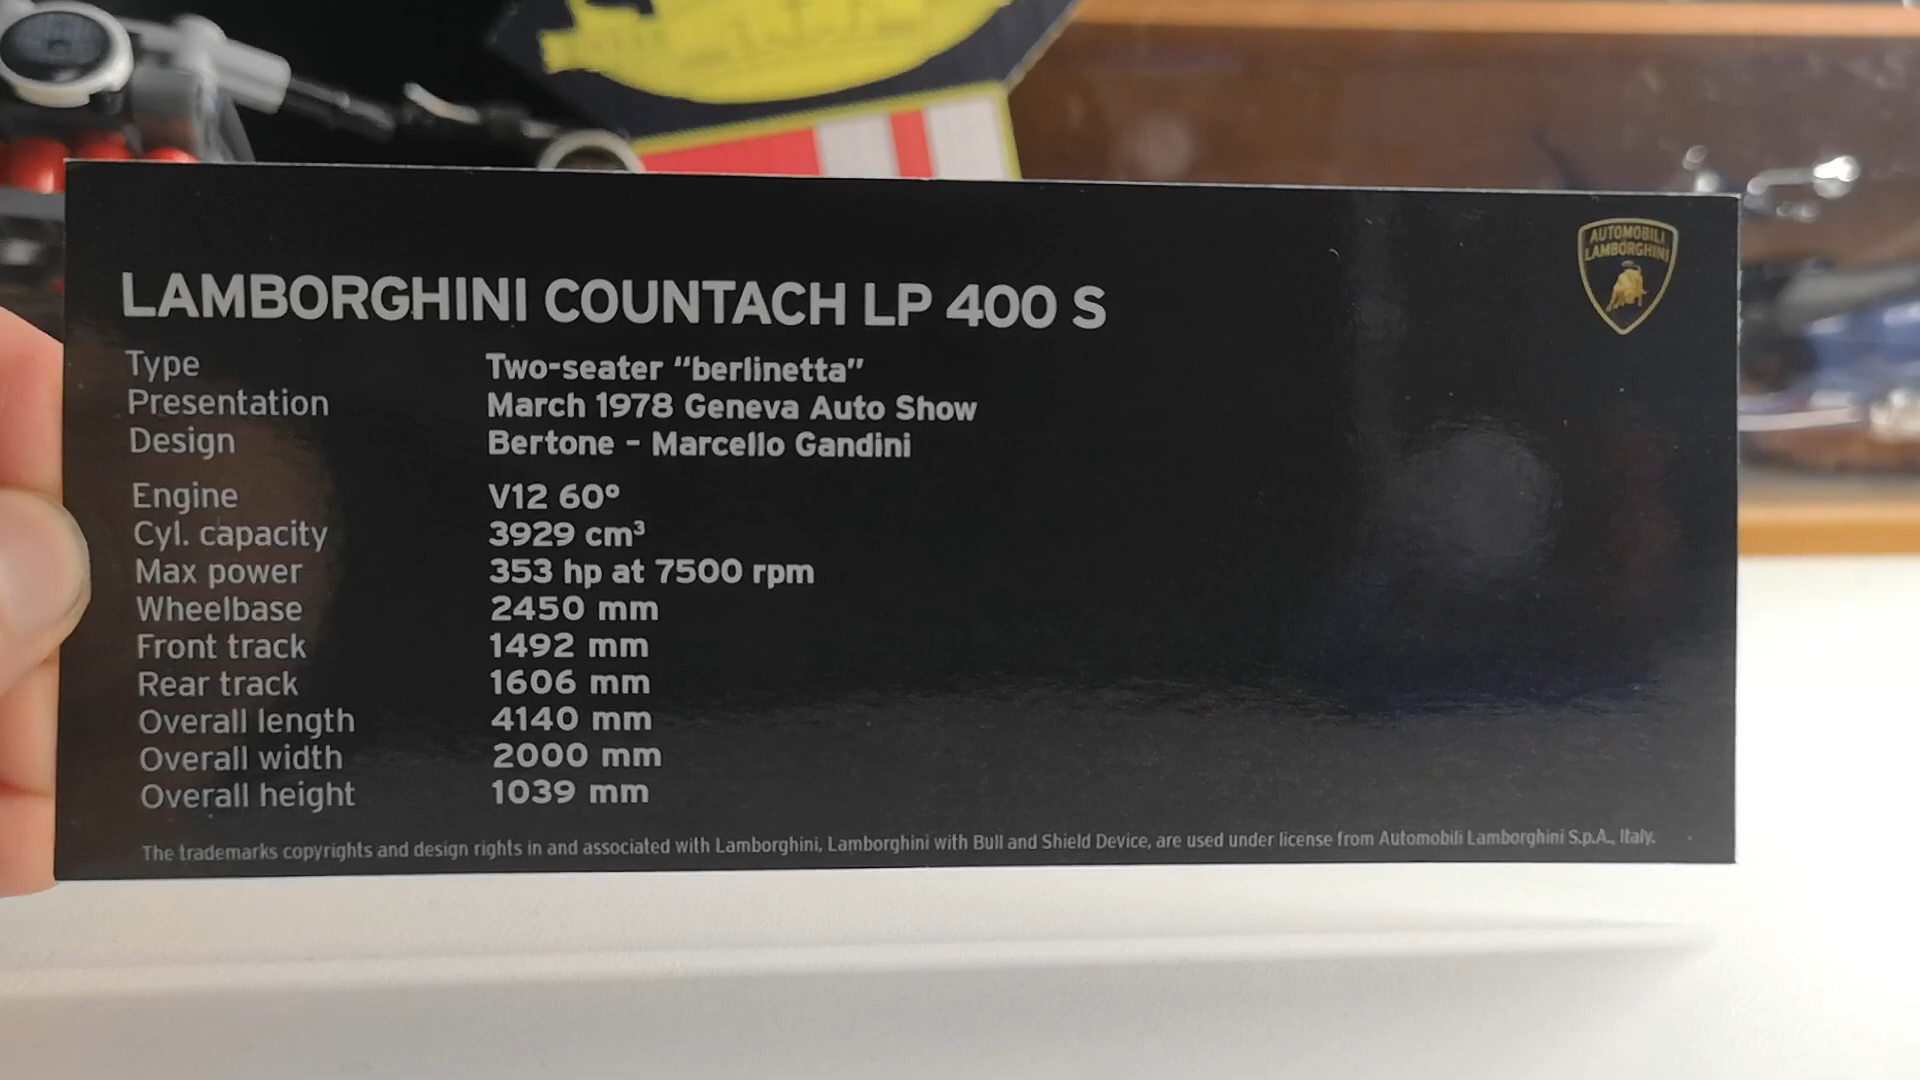 AUTOMOBILI
LAMBORGHINI
LAMBORGHINI COUNTACH LP 400 S
Type Two-seater “berlinetta”
Presentation March 1978 Geneva Auto Show
Design Bertone - Marcello Gandini
Engine V12 60°
Cyl. capacity 3929 cm³
Max power 353 hp at 7500 rpm
Wheelbase 2450 mm
Front track 1492 mm
Rear track 1606 mm
Overall length 4140 mm
Overall width 2000 mm
Overall height 1039 mm
The trademarks copyrights and design rights in and associated with Lamborghini, Lamborghini with Bull and Shield Device, are used under license from Automobili Lamborghini S.p.A., Italy.